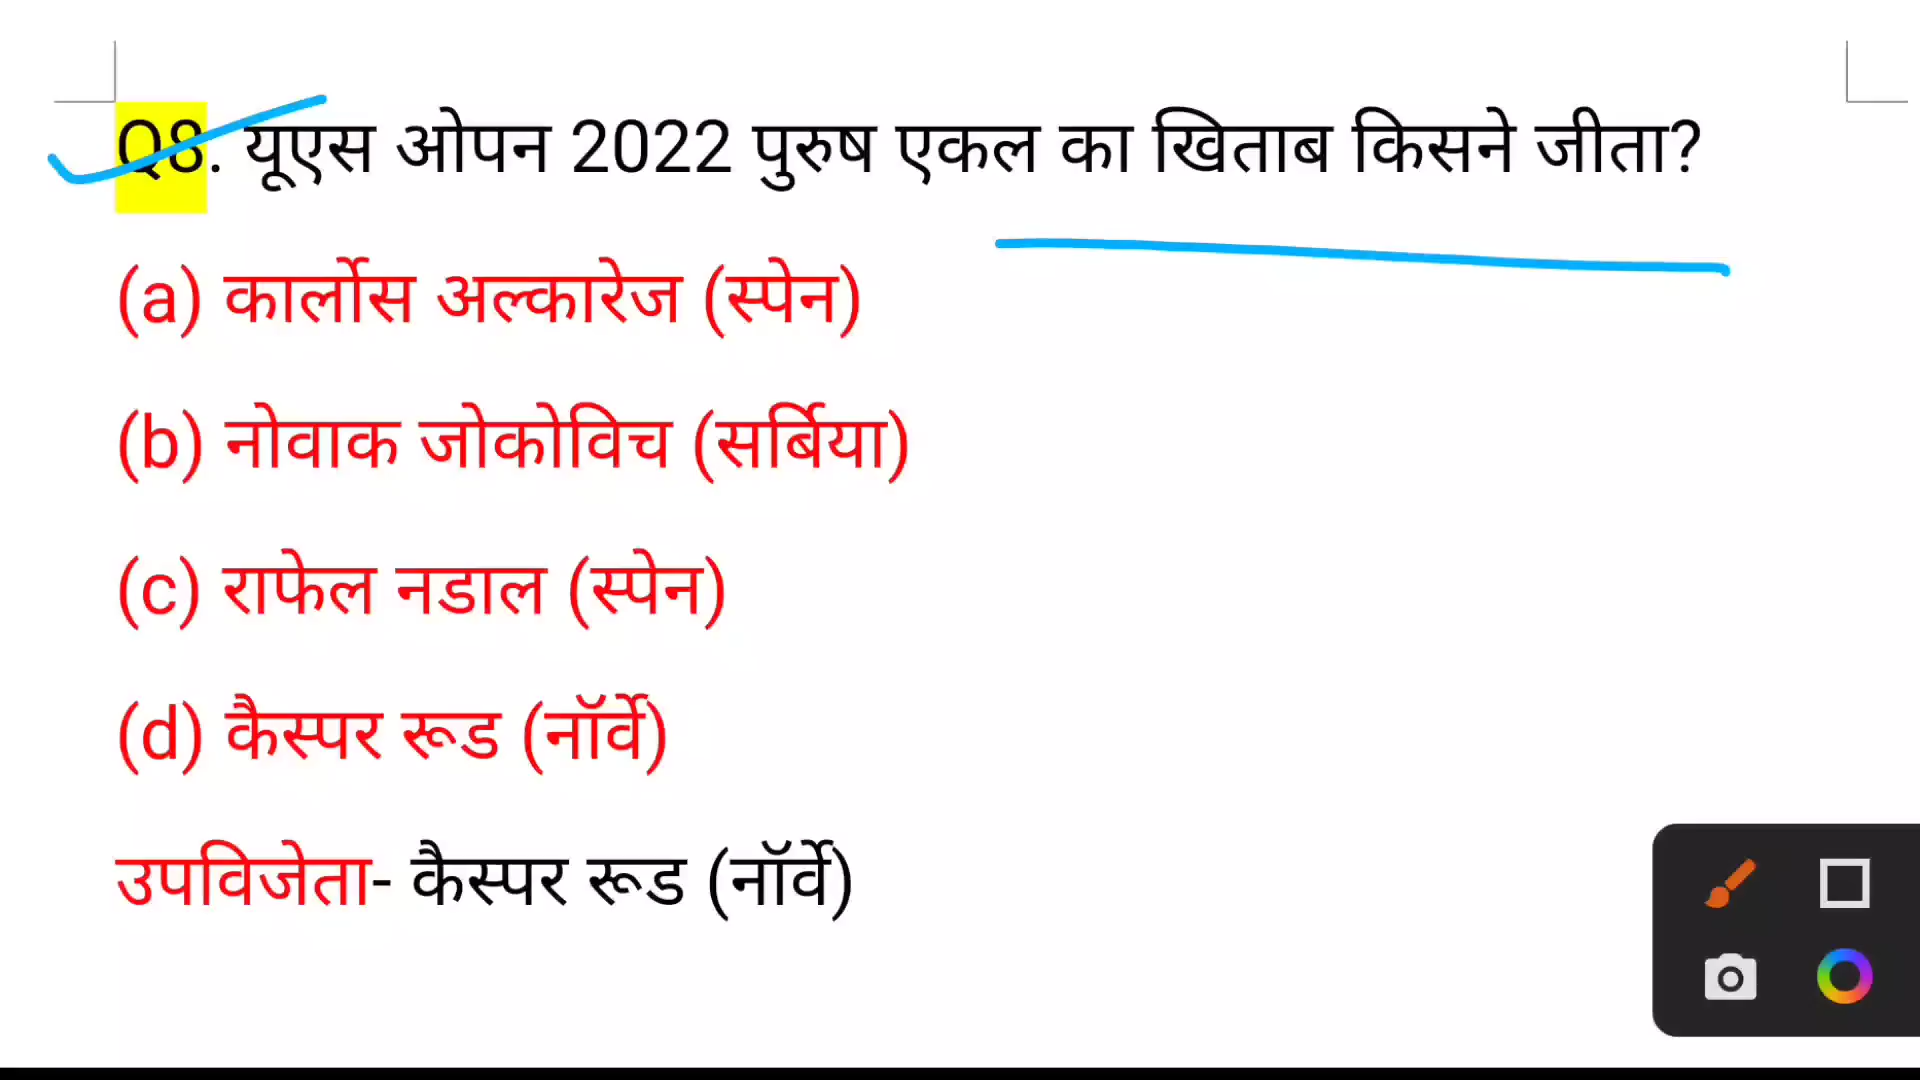 Q8. यूएस ओपन 2022 पुरुष एकल का खिताब किसने जीता?
(a) कार्लोस अल्कारेज (स्पेन)
(b) नोवाक जोकोविच (सर्बिया)
(c) राफेल नडाल (स्पेन)
(d) कैस्पर रूड (नॉर्वे)
उपविजेता- कैस्पर रूड (नॉर्वे)